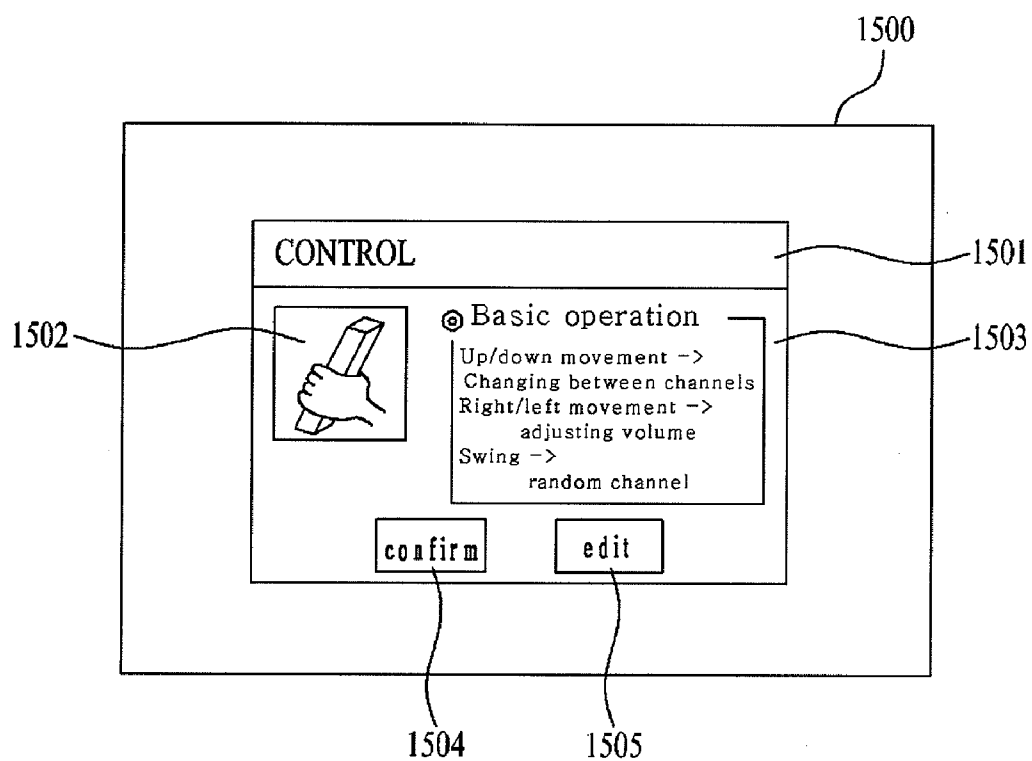 1500
CONTROL
1501
1502
Basic operation
1503
Up/down movement ->
Changing between channels
Right/left movement ->
adjusting volume
Swing ->
random channel
confirm
edit
1504
1505